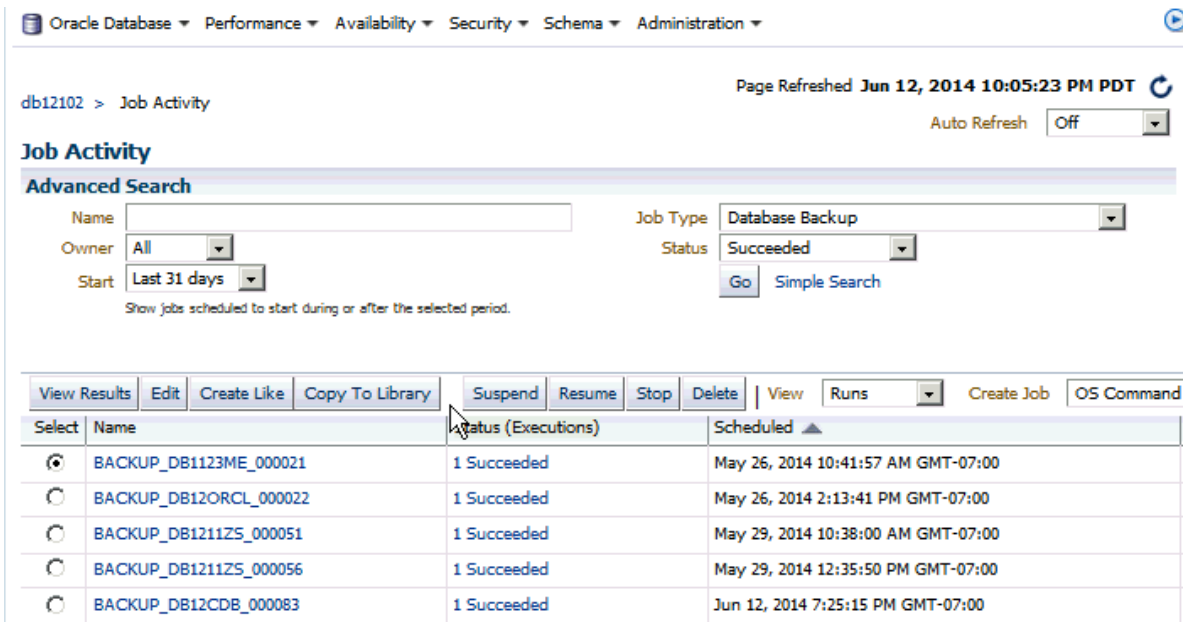 Oracle Database Performance Availability Security Schema Administration
Page Refreshed Jun 12, 2014 10:05:23 PM PDT
db12102 > Job Activity
Auto Refresh Off
Job Activity
Advanced Search
Name Job Type Database Backup
Owner All Status Succeeded
Start Last 31 days Go Simple Search
Show jobs scheduled to start during or after the selected period.
View Results Edit Create Like Copy To Library Suspend Resume Stop Delete View Runs Create Job OS Command
Select Name Status (Executions) Scheduled
BACKUP_DB1123ME_000021 1 Succeeded May 26, 2014 10:41:57 AM GMT-07:00
BACKUP_DB12ORCL_000022 1 Succeeded May 26, 2014 2:13:41 PM GMT-07:00
BACKUP_DB1211ZS_000051 1 Succeeded May 29, 2014 10:38:00 AM GMT-07:00
BACKUP_DB1211ZS_000056 1 Succeeded May 29, 2014 12:35:50 PM GMT-07:00
BACKUP_DB12CDB_000083 1 Succeeded Jun 12, 2014 7:25:15 PM GMT-07:00